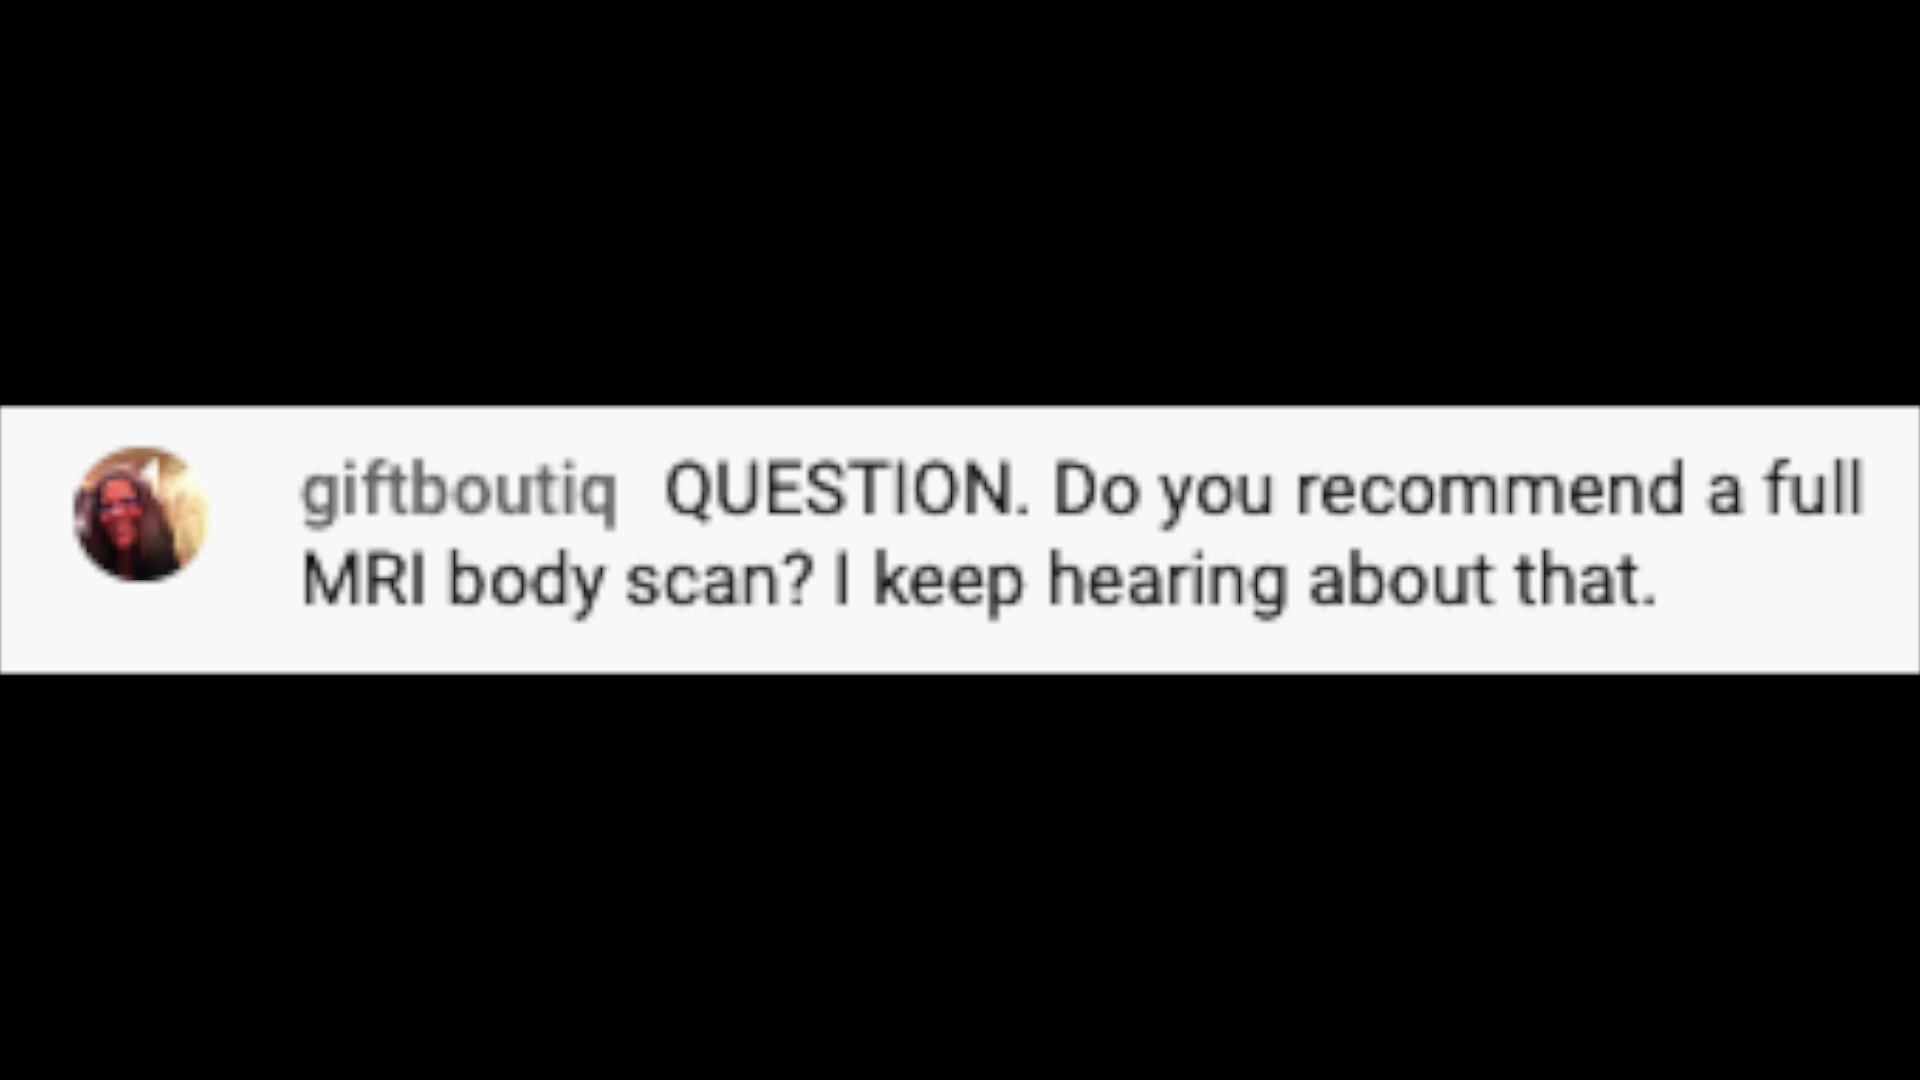 giftboutiq QUESTION. Do you recommend a full
MRI body scan? I keep hearing about that.